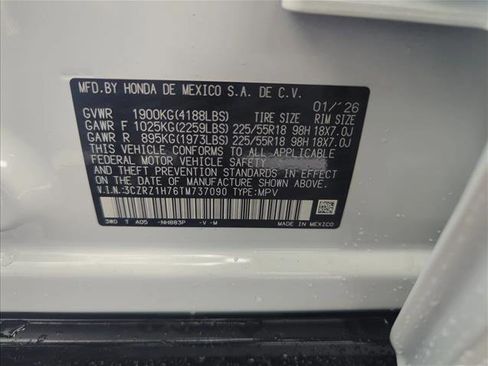 MFD.BY HONDA DE MEXICO S.A. DE C.V.
01/'26
GVWR 1900KG(4188LBS) TIRE SIZE RIM SIZE
GAWR F 1025KG(2259LBS) 225/55R18 98H 18X7.0J
GAWR R 895KG(1973LBS) 225/55R18 98H 18X7.0J
THIS VEHICLE CONFORMS TO ALL APPLICABLE
FEDERAL MOTOR VEHICLE SAFETY
AND THEFT PREVENTION STANDARDS IN EFFECT
ON THE DATE OF MANUFACTURE SHOWN ABOVE.
V.I.N.:3CZRZ1H76TM737090 TYPE:MPV
3W0 T A05 -NH883P -V-M
MADE IN MEXICO